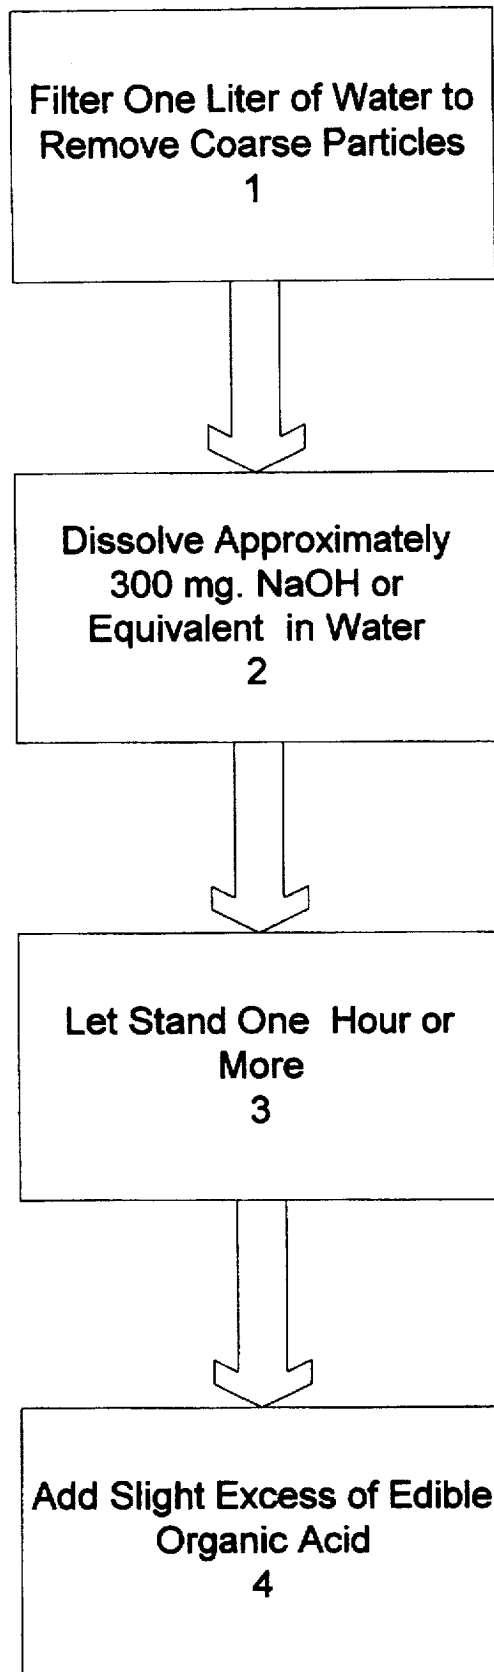 Filter One Liter of Water to
Remove Coarse Particles
1
Dissolve Approximately
300 mg. NaOH or
Equivalent in Water
2
Let Stand One Hour or
More
3
Add Slight Excess of Edible
Organic Acid
4